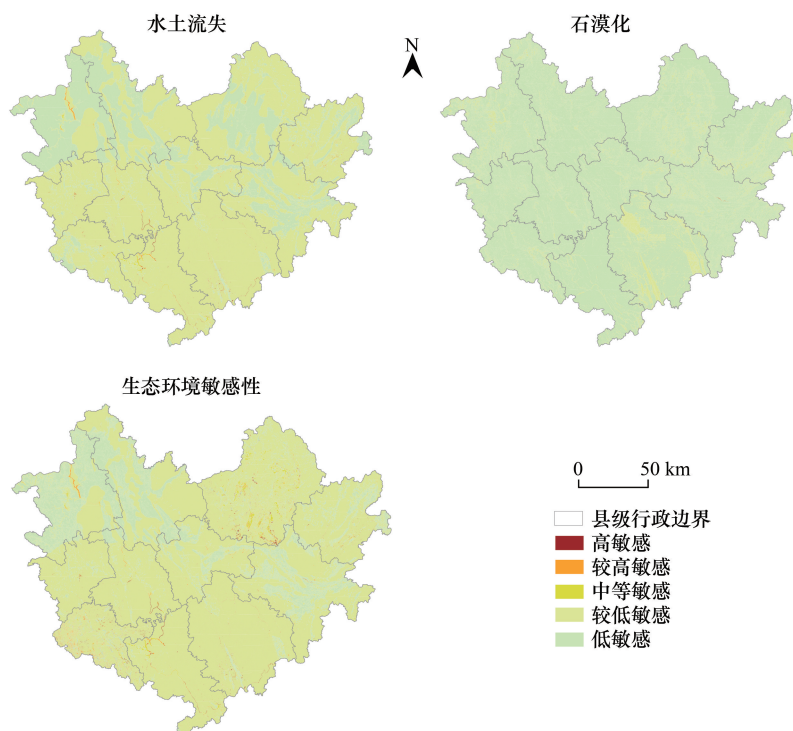 水土流失
石漠化
N
生态环境敏感性
0 50 km
县级行政边界
高敏感
较高敏感
中等敏感
较低敏感
低敏感